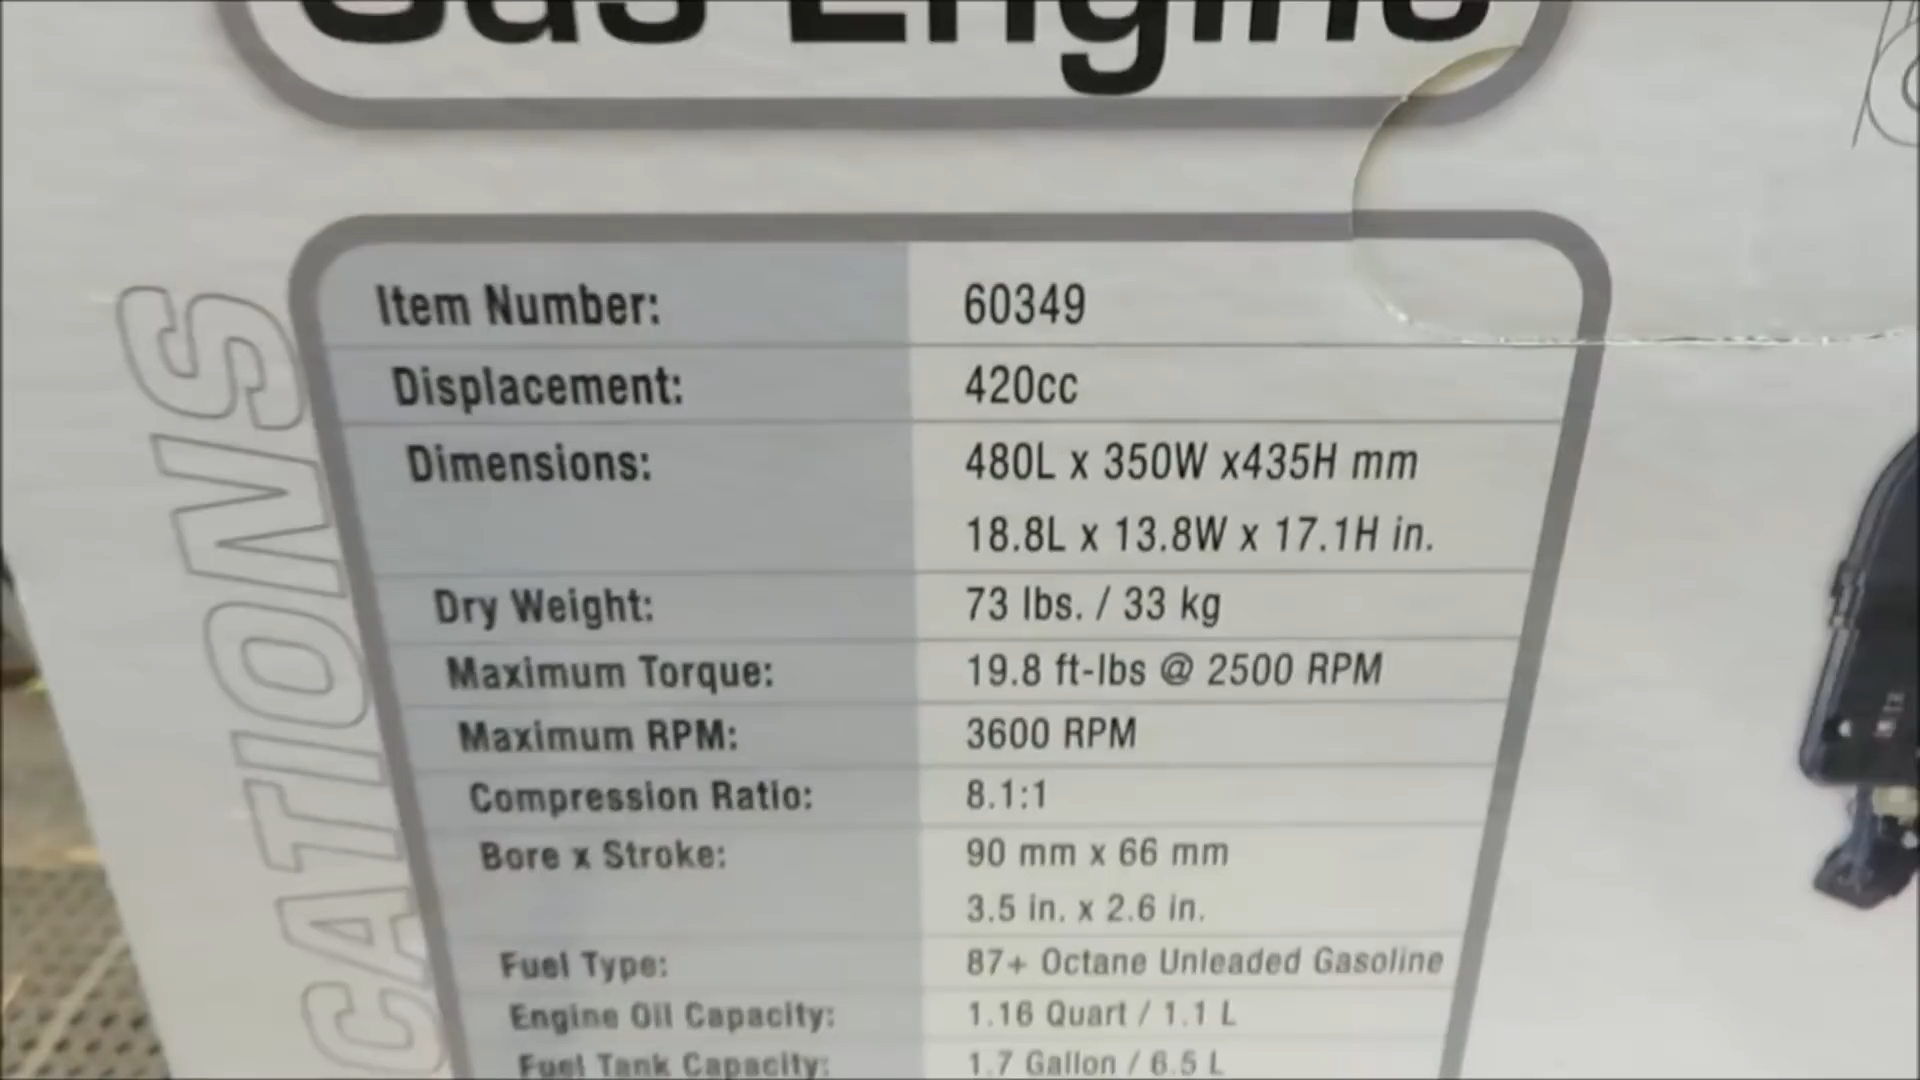 Gas Engine
Item Number: 60349
Displacement: 420cc
Dimensions: 480L x 350W x435H mm
18.8L x 13.8W x 17.1H in.
Dry Weight: 73 lbs. / 33 kg
Maximum Torque: 19.8 ft-lbs @ 2500 RPM
Maximum RPM: 3600 RPM
Compression Ratio: 8.1:1
Bore x Stroke: 90 mm x 66 mm
3.5 in. x 2.6 in.
Fuel Type: 87+ Octane Unleaded Gasoline
Engine Oil Capacity: 1.16 Quart / 1.1 L
Fuel Tank Capacity: 1.7 Gallon / 6.5 L
CATIONS